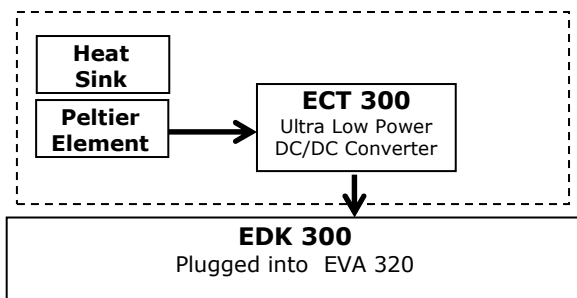 Heat
Sink
Peltier
Element
ECT 300
Ultra Low Power
DC/DC Converter
EDK 300
Plugged into EVA 320